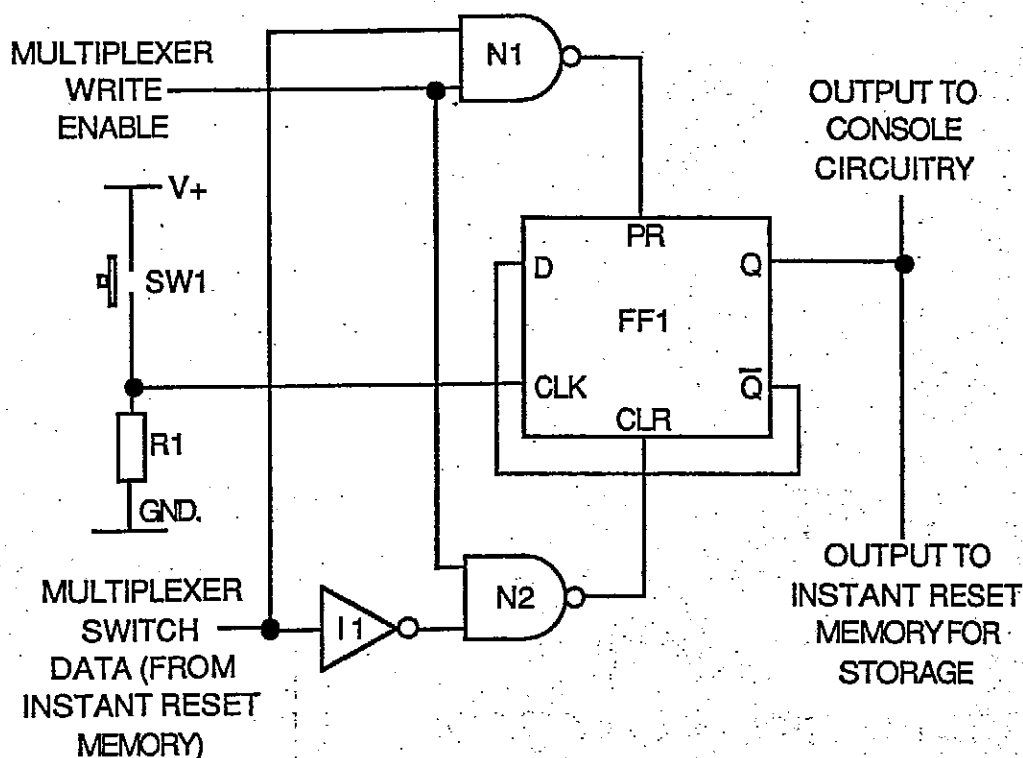 MULTIPLEXER
WRITE
ENABLE
N1
OUTPUT TO
CONSOLE
CIRCUITRY
V+
SW1
PR
D
Q
FF1
CLK
Q̅
CLR
R1
GND.
MULTIPLEXER
SWITCH
DATA (FROM
INSTANT RESET
MEMORY)
I1
N2
OUTPUT TO
INSTANT RESET
MEMORY FOR
STORAGE